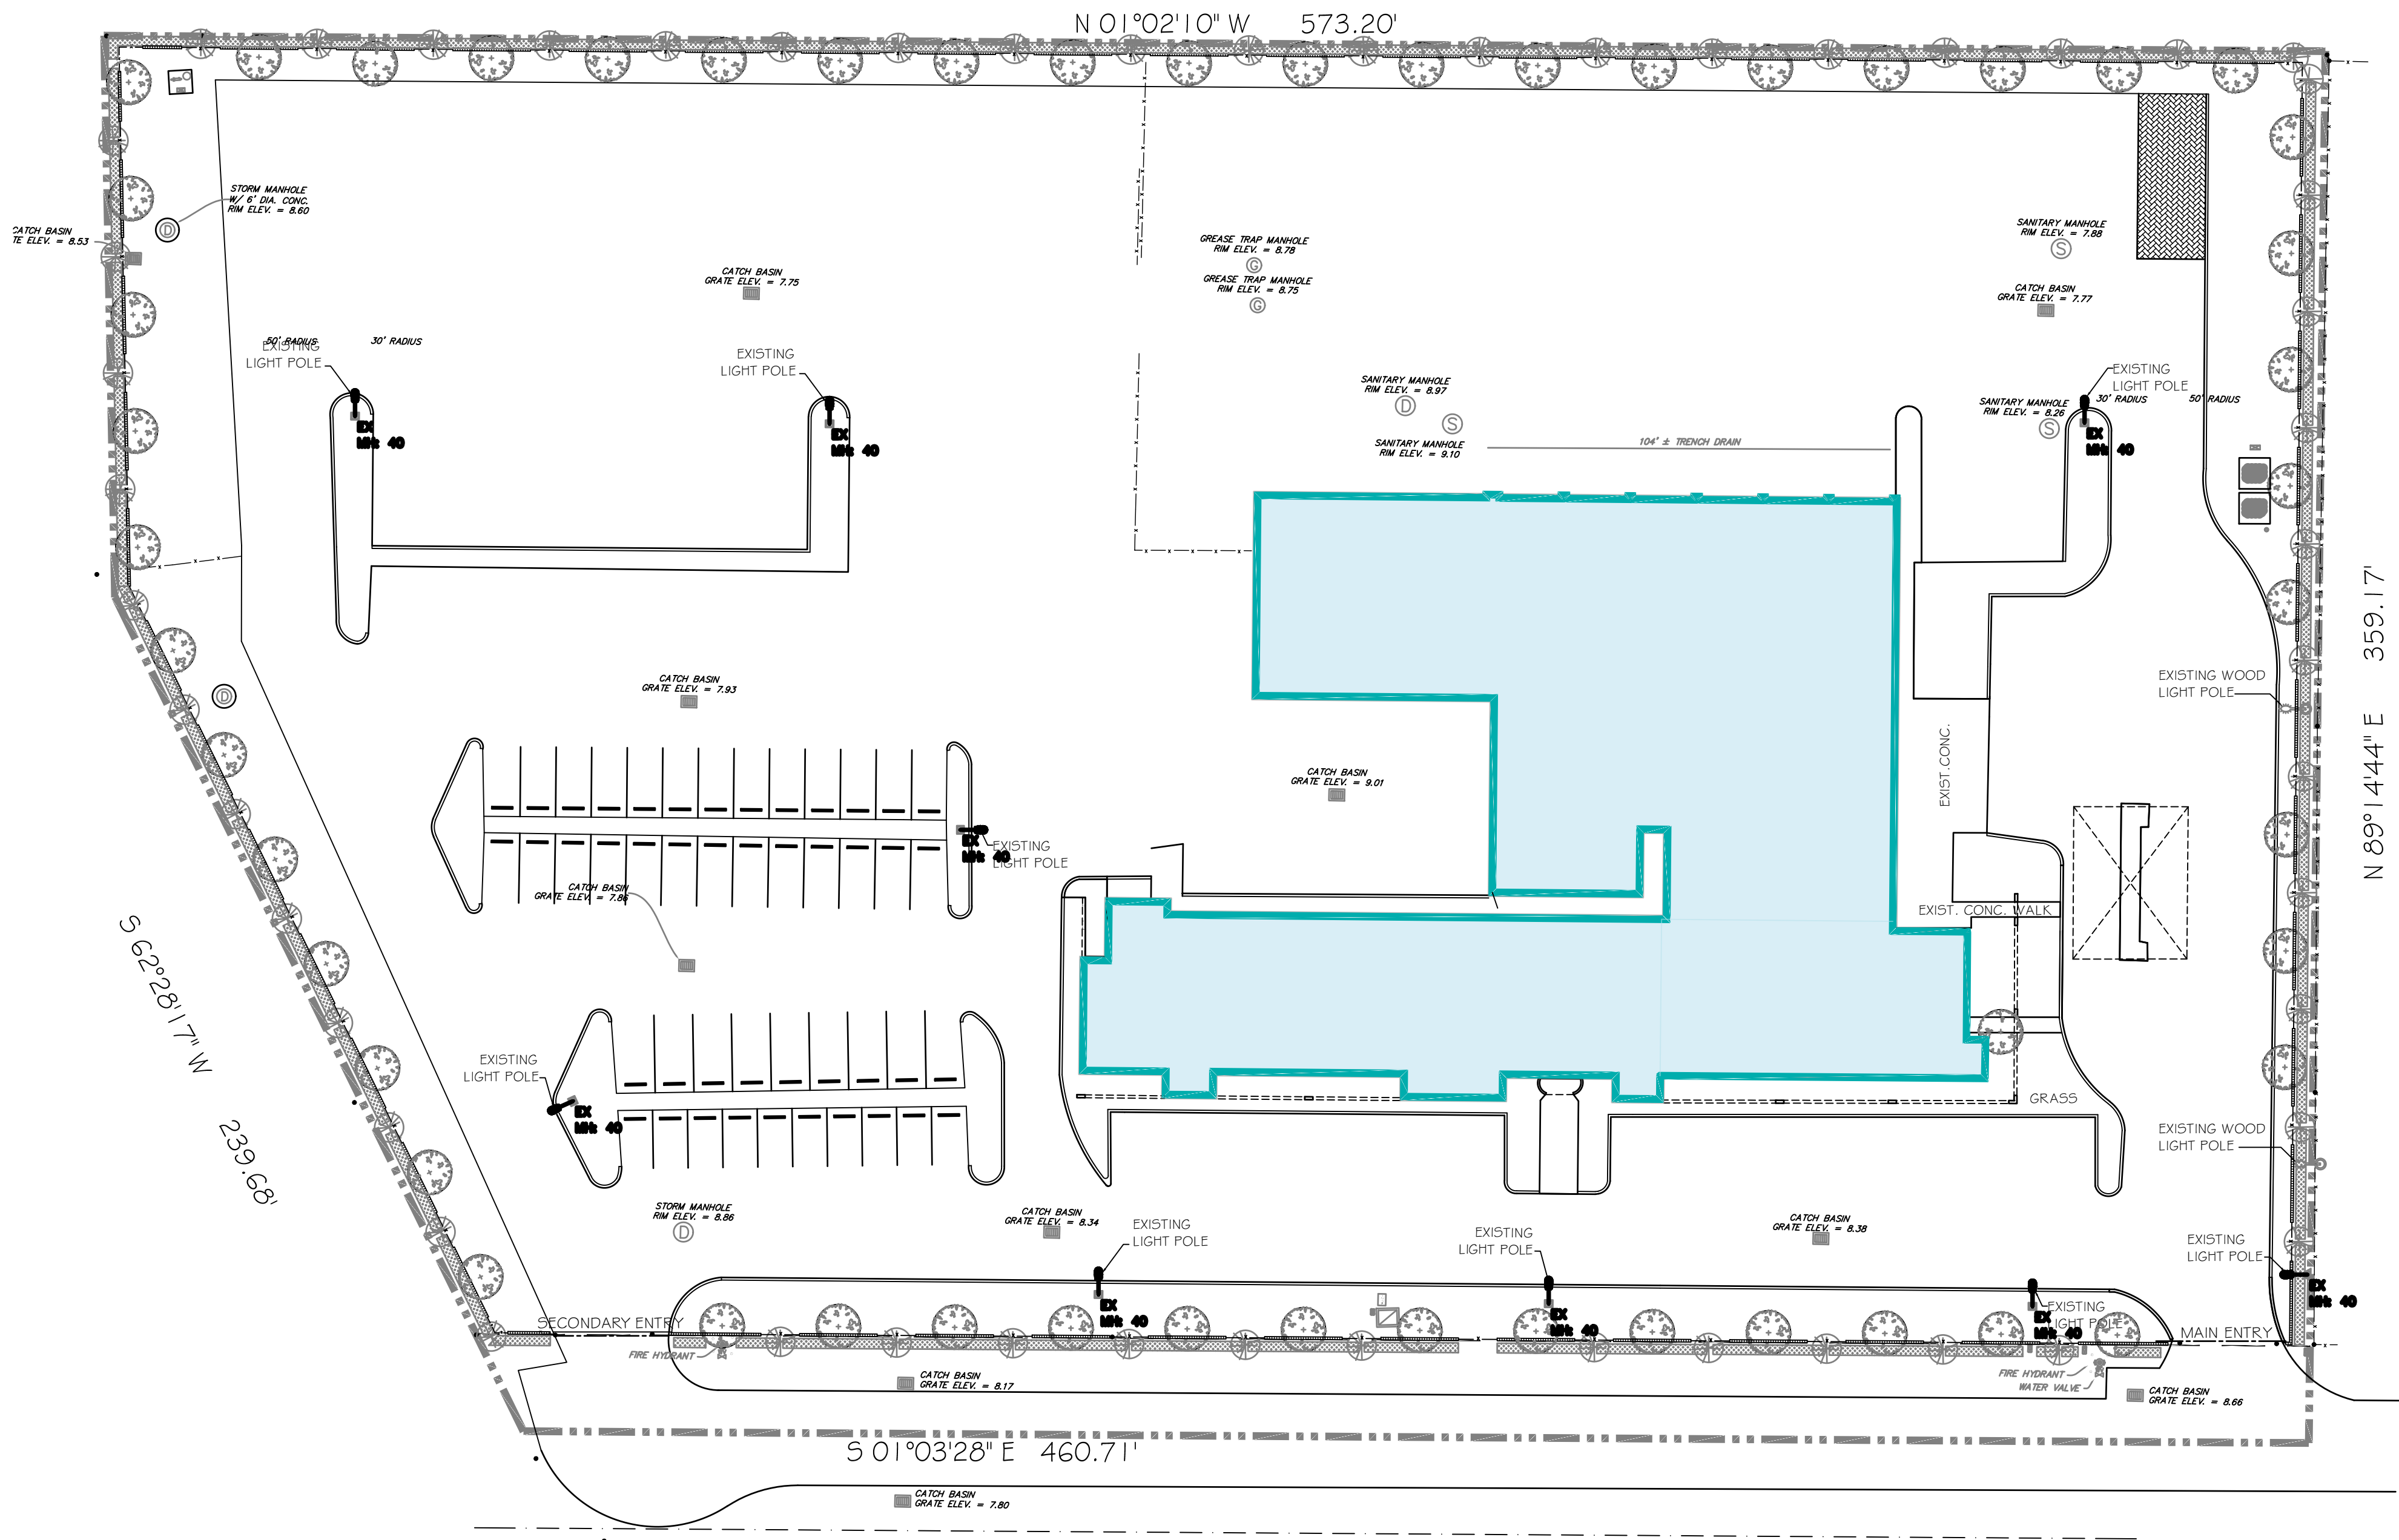 N 01°02'10" W 573.20'
STORM MANHOLE
W/ 6' DIA. CONC.
RIM ELEV. = 8.60
D
CATCH BASIN
TE ELEV. = 8.53
CATCH BASIN
GRATE ELEV. = 7.75
GREASE TRAP MANHOLE
RIM ELEV. = 8.78
G
GREASE TRAP MANHOLE
RIM ELEV. = 8.75
G
SANITARY MANHOLE
RIM ELEV. = 7.88
S
CATCH BASIN
GRATE ELEV. = 7.77
50' RADIUS
30' RADIUS
EXISTING
LIGHT POLE
EX
MH: 40
EXISTING
LIGHT POLE
EX
MH: 40
SANITARY MANHOLE
RIM ELEV. = 8.97
D
S
SANITARY MANHOLE
RIM ELEV. = 9.10
104' ± TRENCH DRAIN
EXISTING
LIGHT POLE
30' RADIUS
50' RADIUS
SANITARY MANHOLE
RIM ELEV. = 8.26
S
EX
MH: 40
N 89°14'44" E 359.17'
D
CATCH BASIN
GRATE ELEV. = 7.93
EXISTING WOOD
LIGHT POLE
EXIST.CONC.
CATCH BASIN
GRATE ELEV. = 9.01
EX
MH: 40
EXISTING
LIGHT POLE
CATCH BASIN
GRATE ELEV. = 7.86
EXIST. CONC. WALK
S 62°28'17" W 239.68'
EXISTING
LIGHT POLE
EX
MH: 40
GRASS
EXISTING WOOD
LIGHT POLE
STORM MANHOLE
RIM ELEV. = 8.86
D
CATCH BASIN
GRATE ELEV. = 8.34
EXISTING
LIGHT POLE
EX
MH: 40
EXISTING
LIGHT POLE
EX
MH: 40
CATCH BASIN
GRATE ELEV. = 8.38
EXISTING
LIGHT POLE
EX
MH: 40
EXISTING
LIGHT POLE
EX
MH: 40
SECONDARY ENTRY
MAIN ENTRY
FIRE HYDRANT
FIRE HYDRANT
WATER VALVE
CATCH BASIN
GRATE ELEV. = 8.17
CATCH BASIN
GRATE ELEV. = 8.66
S 01°03'28" E 460.71'
CATCH BASIN
GRATE ELEV. = 7.80